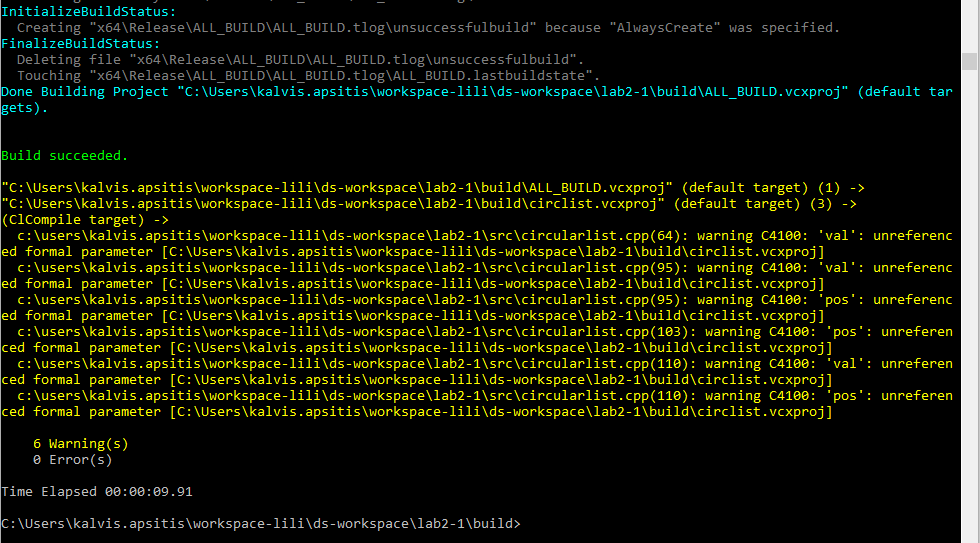 InitializeBuildStatus:
  Creating "x64\Release\ALL_BUILD\ALL_BUILD.tlog\unsuccessfulbuild" because "AlwaysCreate" was specified.
FinalizeBuildStatus:
  Deleting file "x64\Release\ALL_BUILD\ALL_BUILD.tlog\unsuccessfulbuild".
  Touching "x64\Release\ALL_BUILD\ALL_BUILD.tlog\ALL_BUILD.lastbuildstate".
Done Building Project "C:\Users\kalvis.apsitis\workspace-lili\ds-workspace\lab2-1\build\ALL_BUILD.vcxproj" (default tar
gets).
Build succeeded.
"C:\Users\kalvis.apsitis\workspace-lili\ds-workspace\lab2-1\build\ALL_BUILD.vcxproj" (default target) (1) ->
"C:\Users\kalvis.apsitis\workspace-lili\ds-workspace\lab2-1\build\circlist.vcxproj" (default target) (3) ->
(ClCompile target) ->
  c:\users\kalvis.apsitis\workspace-lili\ds-workspace\lab2-1\src\circularlist.cpp(64): warning C4100: 'val': unreferenc
ed formal parameter [C:\Users\kalvis.apsitis\workspace-lili\ds-workspace\lab2-1\build\circlist.vcxproj]
  c:\users\kalvis.apsitis\workspace-lili\ds-workspace\lab2-1\src\circularlist.cpp(95): warning C4100: 'val': unreferenc
ed formal parameter [C:\Users\kalvis.apsitis\workspace-lili\ds-workspace\lab2-1\build\circlist.vcxproj]
  c:\users\kalvis.apsitis\workspace-lili\ds-workspace\lab2-1\src\circularlist.cpp(95): warning C4100: 'pos': unreferenc
ed formal parameter [C:\Users\kalvis.apsitis\workspace-lili\ds-workspace\lab2-1\build\circlist.vcxproj]
  c:\users\kalvis.apsitis\workspace-lili\ds-workspace\lab2-1\src\circularlist.cpp(103): warning C4100: 'pos': unreferen
ced formal parameter [C:\Users\kalvis.apsitis\workspace-lili\ds-workspace\lab2-1\build\circlist.vcxproj]
  c:\users\kalvis.apsitis\workspace-lili\ds-workspace\lab2-1\src\circularlist.cpp(110): warning C4100: 'val': unreferen
ced formal parameter [C:\Users\kalvis.apsitis\workspace-lili\ds-workspace\lab2-1\build\circlist.vcxproj]
  c:\users\kalvis.apsitis\workspace-lili\ds-workspace\lab2-1\src\circularlist.cpp(110): warning C4100: 'pos': unreferen
ced formal parameter [C:\Users\kalvis.apsitis\workspace-lili\ds-workspace\lab2-1\build\circlist.vcxproj]
    6 Warning(s)
    0 Error(s)
Time Elapsed 00:00:09.91
C:\Users\kalvis.apsitis\workspace-lili\ds-workspace\lab2-1\build>